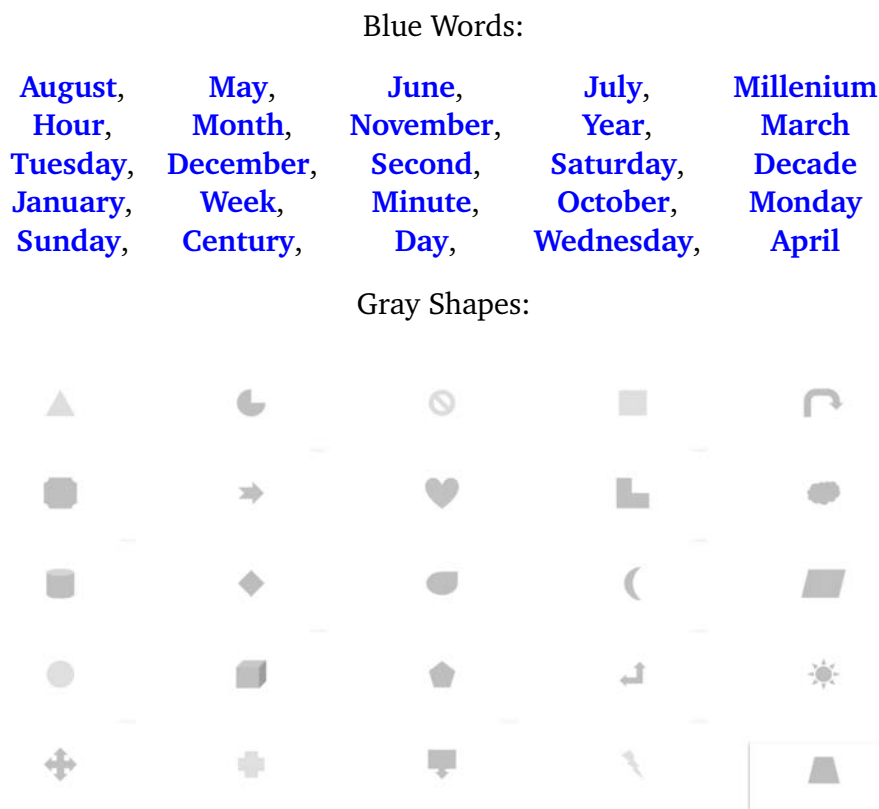 Blue Words:
August, May, June, July, Millenium
Hour, Month, November, Year, March
Tuesday, December, Second, Saturday, Decade
January, Week, Minute, October, Monday
Sunday, Century, Day, Wednesday, April
Gray Shapes: